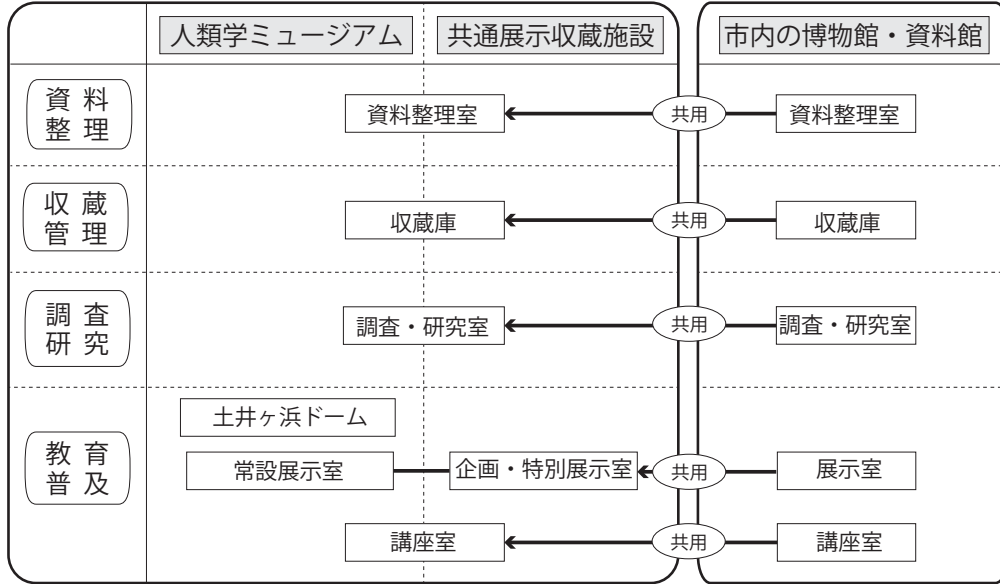 人類学ミュージアム
共通展示収蔵施設
市内の博物館・資料館
資料
整理
資料整理室
共用
資料整理室
収蔵
管理
収蔵庫
共用
収蔵庫
調査
研究
調査・研究室
共用
調査・研究室
教育
普及
土井ヶ浜ドーム
常設展示室
企画・特別展示室
共用
展示室
講座室
共用
講座室